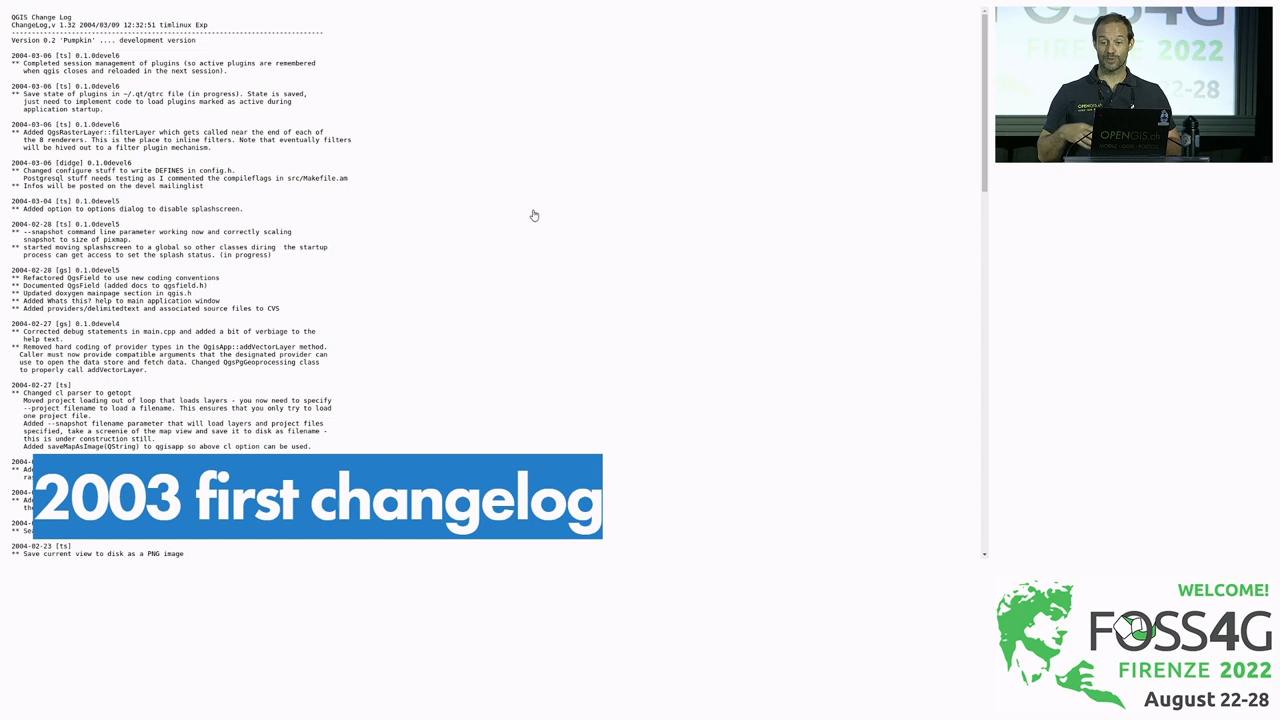 QGIS Change Log
ChangeLog,v 1.32 2004/03/09 12:32:51 timlinux Exp
------------------------------------------------------------------------------
Version 0.2 'Pumpkin' .... development version
2004-03-06 [ts] 0.1.0devel6
** Completed session management of plugins (so active plugins are remembered
when qgis closes and reloaded in the next session).
2004-03-06 [ts] 0.1.0devel6
** Save state of plugins in ~/.qt/qtrc file (in progress). State is saved,
just need to implement code to load plugins marked as active during
application startup.
2004-03-06 [ts] 0.1.0devel6
** Added QgsRasterLayer::filterLayer which gets called near the end of each of
the 8 renderers. This is the place to inline filters. Note that eventually filters
will be hived out to a filter plugin mechanism.
2004-03-06 [didge] 0.1.0devel6
** Changed configure stuff to write DEFINES in config.h.
Postgresql stuff needs testing as I commented the compileflags in src/Makefile.am
** Infos will be posted on the devel mailinglist
2004-03-04 [ts] 0.1.0devel5
** Added option to options dialog to disable splashscreen.
2004-02-28 [ts] 0.1.0devel5
** --snapshot command line parameter working now and correctly scaling
snapshot to size of pixmap.
** started moving splashscreen to a global so other classes diring  the startup
process can get access to set the splash status. (in progress)
2004-02-28 [gs] 0.1.0devel5
** Refactored QgsField to use new coding conventions
** Documented QgsField (added docs to qgsfield.h)
** Updated doxygen mainpage section in qgis.h
** Added Whats this? help to main application window
** Added providers/delimitedtext and associated source files to CVS
2004-02-27 [gs] 0.1.0devel4
** Corrected debug statements in main.cpp and added a bit of verbiage to the
help text.
** Removed hard coding of provider types in the QgisApp::addVectorLayer method.
Caller must now provide compatible arguments that the designated provider can
use to open the data store and fetch data. Changed QgsPgGeoprocessing class
to properly call addVectorLayer.
2004-02-27 [ts]
** Changed cl parser to getopt
Moved project loading out of loop that loads layers - you now need to specify
--project filename to load a filename. This ensures that you only try to load
one project file.
Added --snapshot filename parameter that will load layers and project files
specified, take a screenie of the map view and save it to disk as filename -
this is under construction still.
Added saveMapAsImage(QString) to qgisapp so above cl option can be used.
2003 first changelog
2004-02-23 [ts]
** Save current view to disk as a PNG image
FIRENZE 2022
OPENGIS.ch
WELCOME!
FOSS4G
FIRENZE 2022
August 22-28